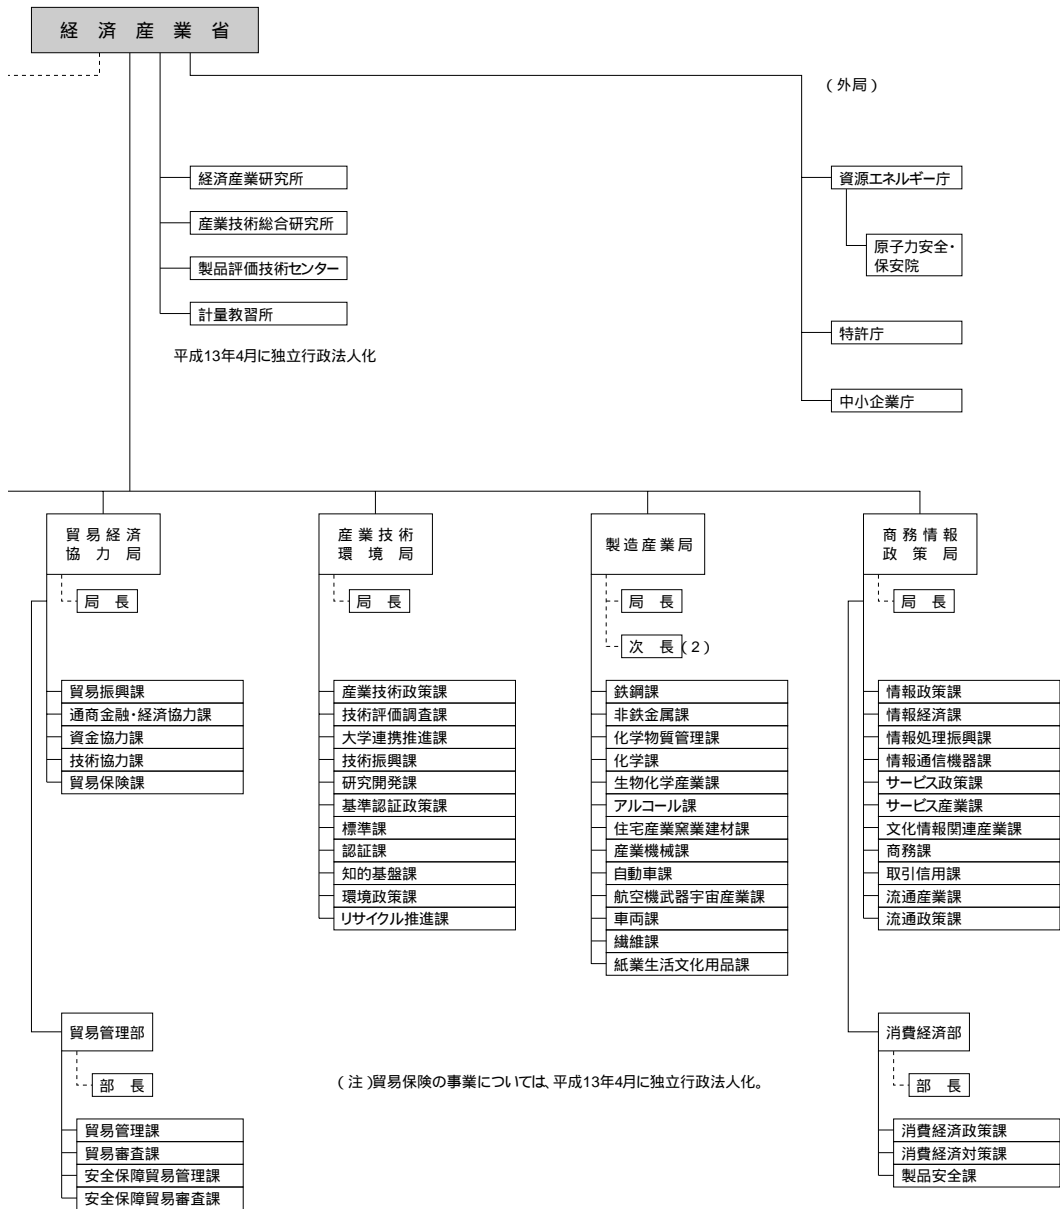 経済産業省
(外局)
経済産業研究所
産業技術総合研究所
製品評価技術センター
計量教習所
平成13年4月に独立行政法人化
資源エネルギー庁
原子力安全・
保安院
特許庁
中小企業庁
貿易経済
協力局
局長
貿易振興課
通商金融・経済協力課
資金協力課
技術協力課
貿易保険課
貿易管理部
部長
貿易管理課
貿易審査課
安全保障貿易管理課
安全保障貿易審査課
産業技術
環境局
局長
産業技術政策課
技術評価調査課
大学連携推進課
技術振興課
研究開発課
基準認証政策課
標準課
認証課
知的基盤課
環境政策課
リサイクル推進課
製造産業局
局長
次長(2)
鉄鋼課
非鉄金属課
化学物質管理課
化学課
生物化学産業課
アルコール課
住宅産業窯業建材課
産業機械課
自動車課
航空機武器宇宙産業課
車両課
繊維課
紙業生活文化用品課
商務情報
政策局
局長
情報政策課
情報経済課
情報処理振興課
情報通信機器課
サービス政策課
サービス産業課
文化情報関連産業課
商務課
取引信用課
流通産業課
流通政策課
消費経済部
部長
消費経済政策課
消費経済対策課
製品安全課
(注)貿易保険の事業については、平成13年4月に独立行政法人化。